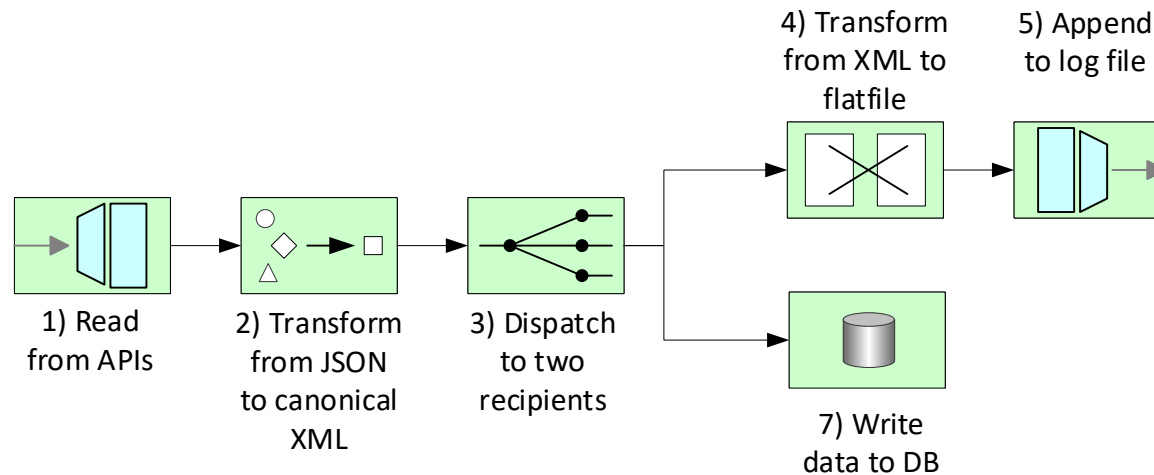 4) Transform
from XML to
flatfile
5) Append
to log file
1) Read
from APIs
2) Transform
from JSON
to canonical
XML
3) Dispatch
to two
recipients
7) Write
data to DB